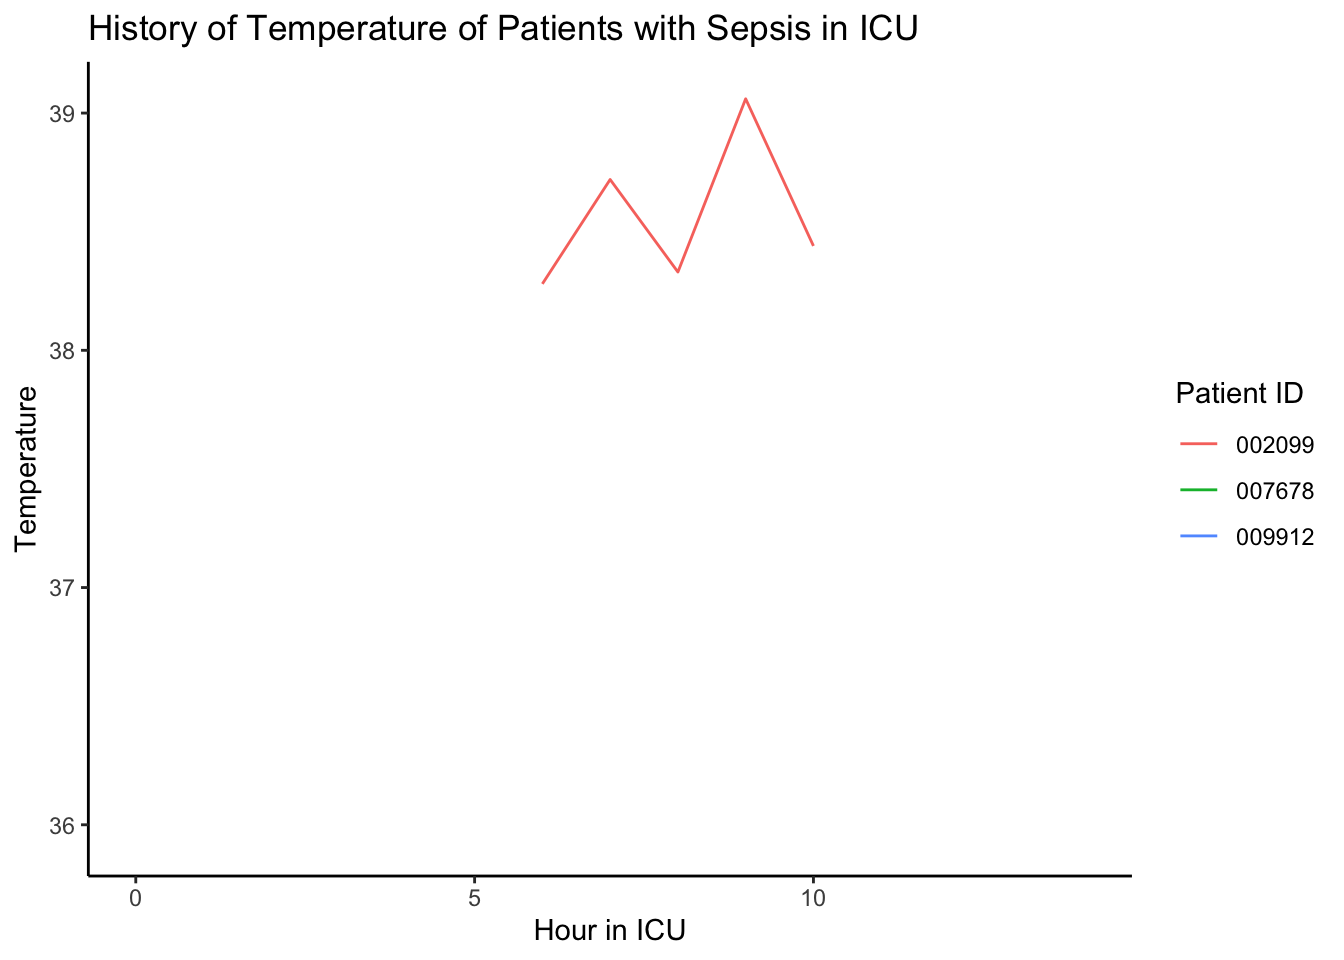 History of Temperature of Patients with Sepsis in ICU
39
38
37
36
Temperature
0 5 10
Hour in ICU
Patient ID
002099
007678
009912